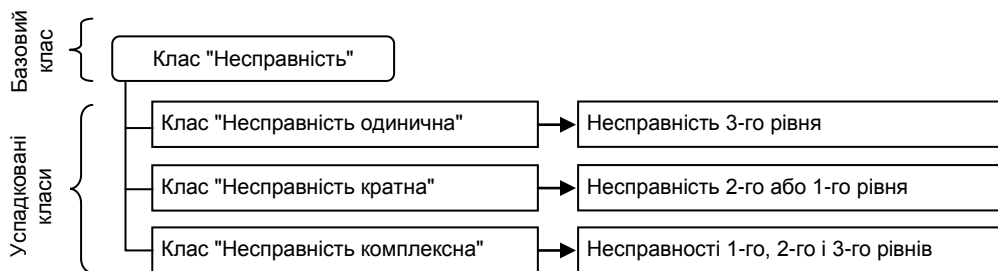 Базовий
клас
Клас "Несправність"
Успадковані
класи
Клас "Несправність одинична"
Несправність 3-го рівня
Клас "Несправність кратна"
Несправність 2-го або 1-го рівня
Клас "Несправність комплексна"
Несправності 1-го, 2-го і 3-го рівнів